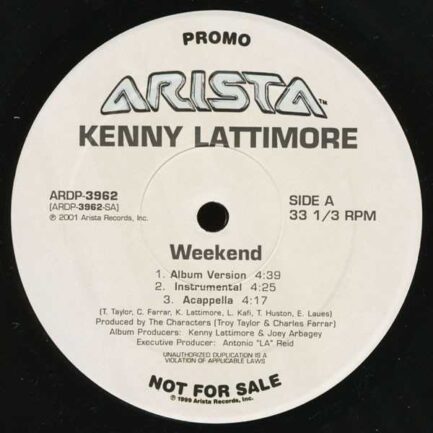 PROMO
ARISTA™
KENNY LATTIMORE
ARDP-3962
[ARDP-3962-SA]
℗ 2001 Arista Records, Inc.
SIDE A
33 1/3 RPM
Weekend
1. Album Version 4:39
2. Instrumental 4:25
3. Acappella 4:17
(T. Taylor, C. Farrar, K. Lattimore, L. Kafi, T. Huston, E. Laues)
Produced by The Characters (Troy Taylor & Charles Farrar)
Album Producers: Kenny Lattimore & Joey Arbagey
Executive Producer: Antonio "LA" Reid
UNAUTHORIZED DUPLICATION IS A
VIOLATION OF APPLICABLE LAWS
NOT FOR SALE
℗ 1999 Arista Records, Inc.